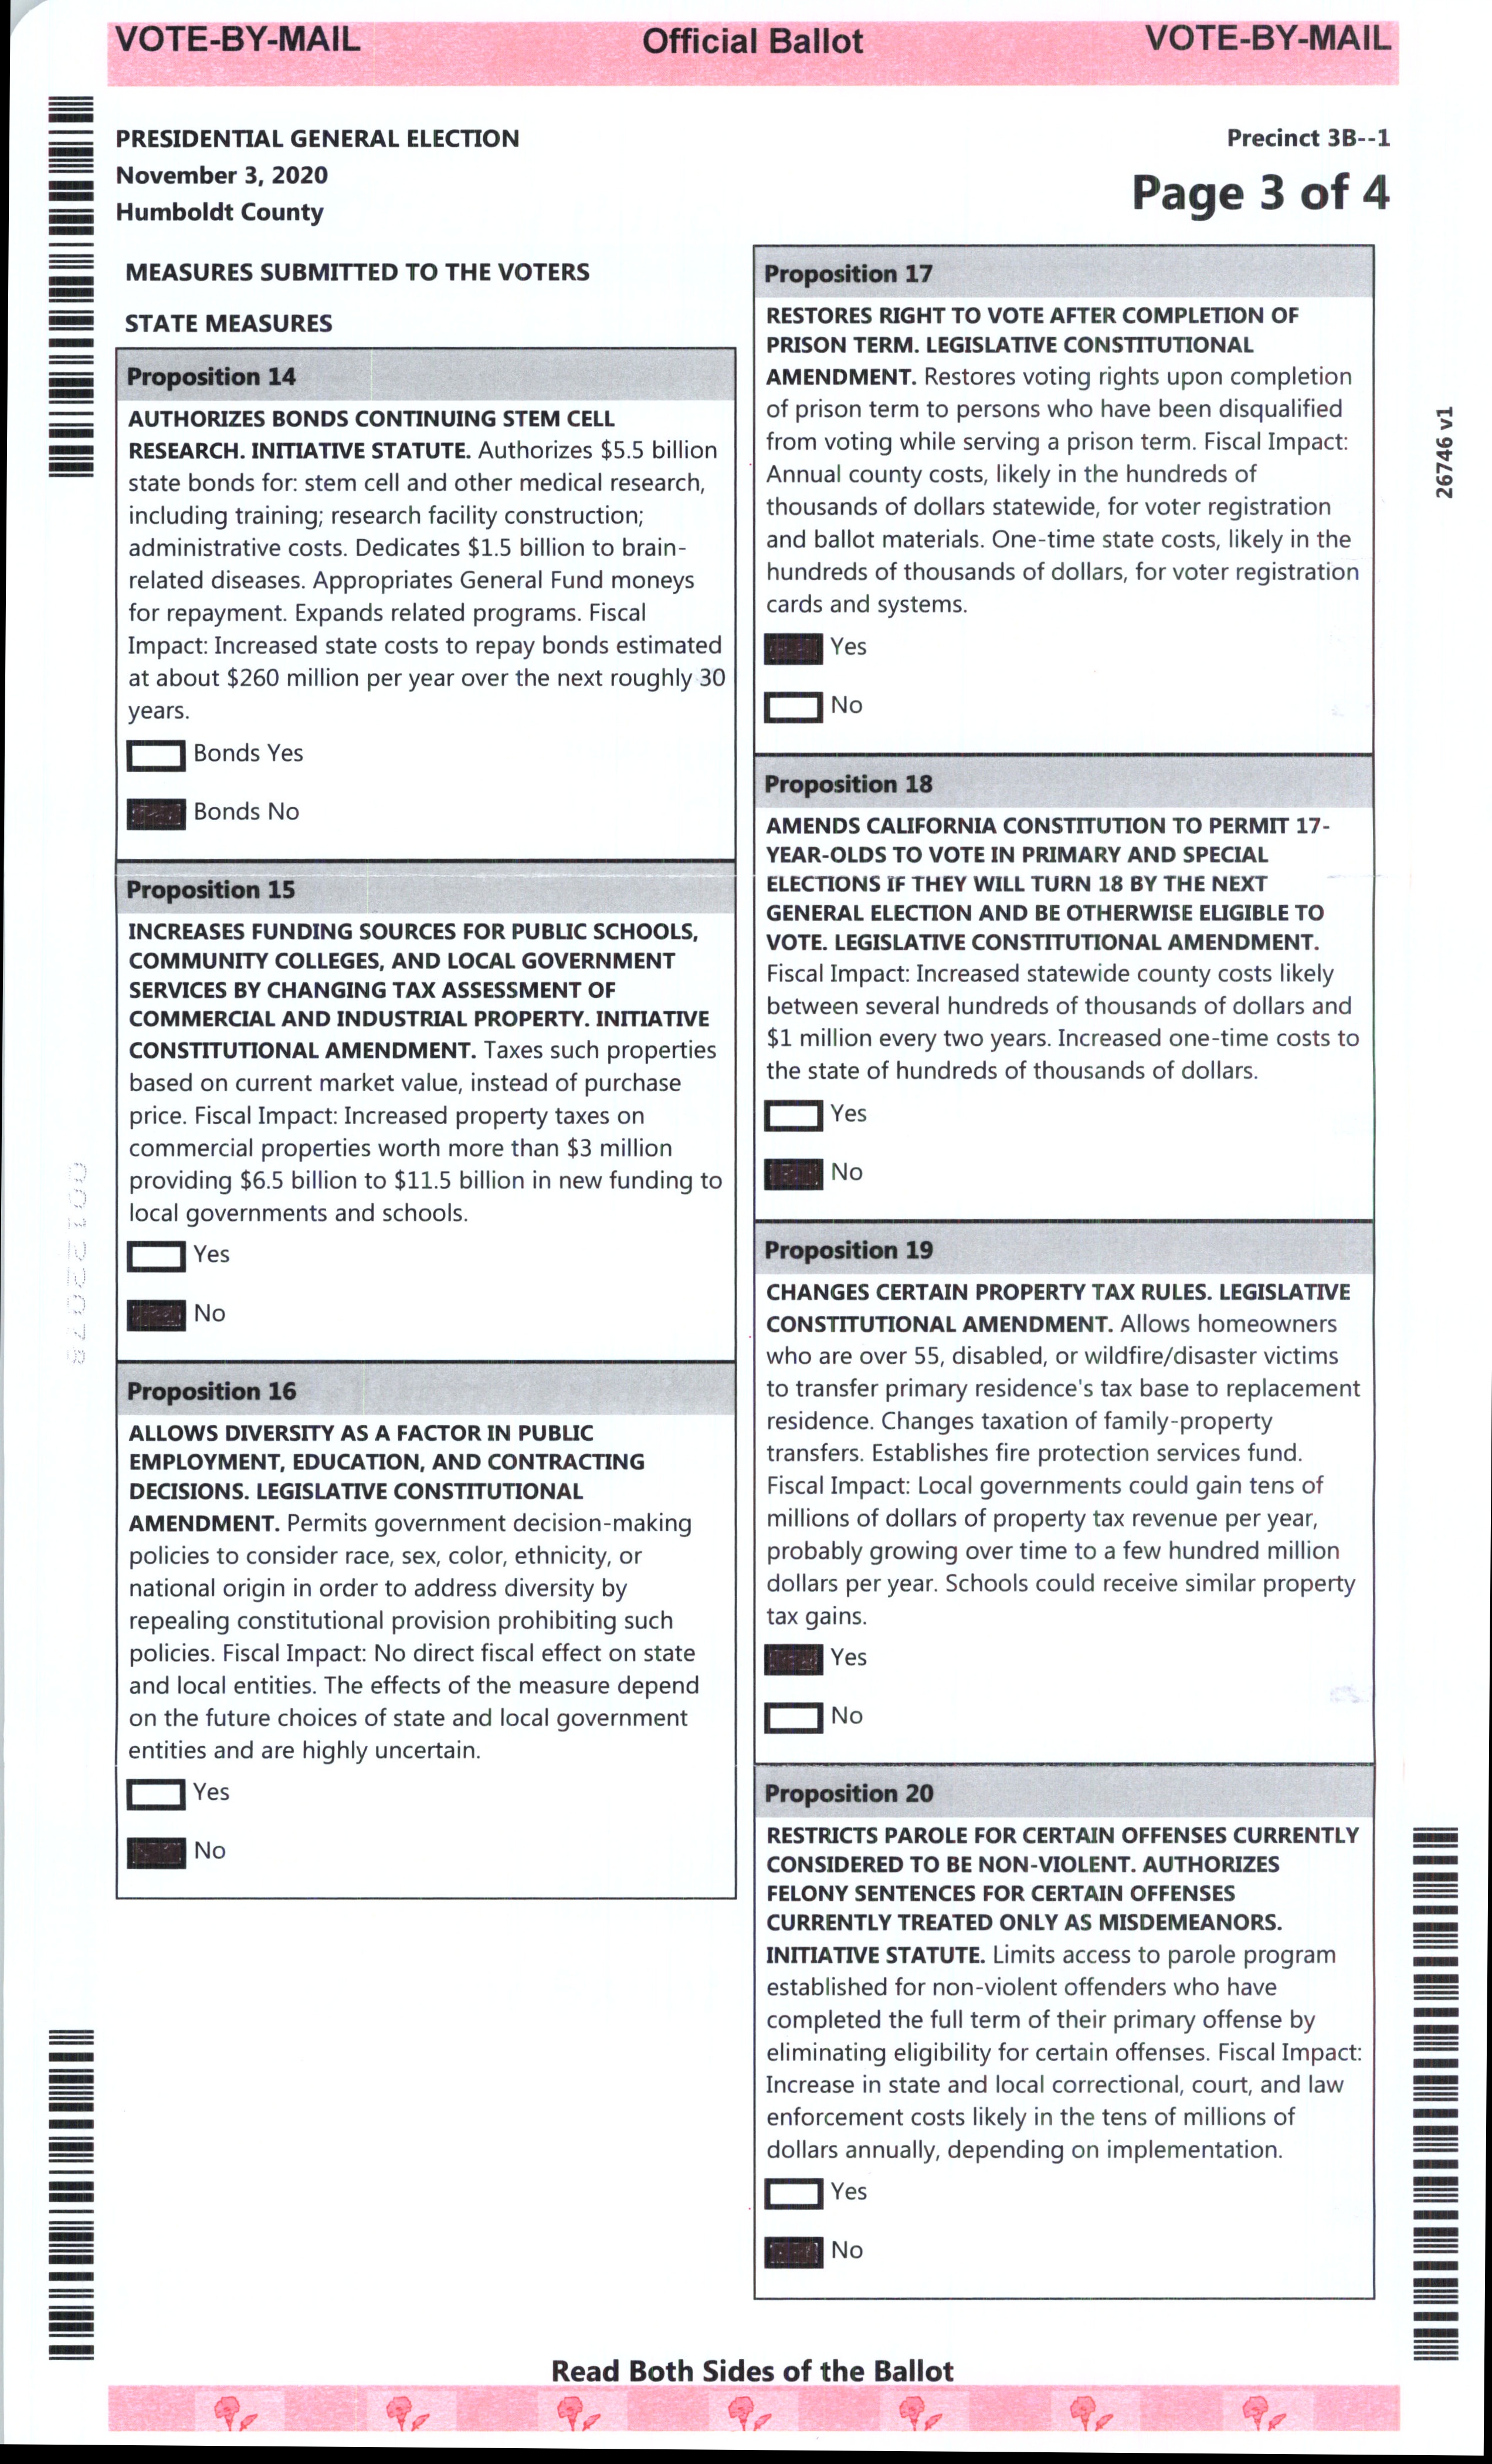 VOTE-BY-MAIL Official Ballot VOTE-BY-MAIL
PRESIDENTIAL GENERAL ELECTION
November 3, 2020
Humboldt County
Precinct 3B--1
Page 3 of 4
MEASURES SUBMITTED TO THE VOTERS
STATE MEASURES
Proposition 14
AUTHORIZES BONDS CONTINUING STEM CELL
RESEARCH. INITIATIVE STATUTE. Authorizes $5.5 billion
state bonds for: stem cell and other medical research,
including training; research facility construction;
administrative costs. Dedicates $1.5 billion to brain-
related diseases. Appropriates General Fund moneys
for repayment. Expands related programs. Fiscal
Impact: Increased state costs to repay bonds estimated
at about $260 million per year over the next roughly 30
years.
Bonds Yes
Bonds No
Proposition 15
INCREASES FUNDING SOURCES FOR PUBLIC SCHOOLS,
COMMUNITY COLLEGES, AND LOCAL GOVERNMENT
SERVICES BY CHANGING TAX ASSESSMENT OF
COMMERCIAL AND INDUSTRIAL PROPERTY. INITIATIVE
CONSTITUTIONAL AMENDMENT. Taxes such properties
based on current market value, instead of purchase
price. Fiscal Impact: Increased property taxes on
commercial properties worth more than $3 million
providing $6.5 billion to $11.5 billion in new funding to
local governments and schools.
Yes
No
Proposition 16
ALLOWS DIVERSITY AS A FACTOR IN PUBLIC
EMPLOYMENT, EDUCATION, AND CONTRACTING
DECISIONS. LEGISLATIVE CONSTITUTIONAL
AMENDMENT. Permits government decision-making
policies to consider race, sex, color, ethnicity, or
national origin in order to address diversity by
repealing constitutional provision prohibiting such
policies. Fiscal Impact: No direct fiscal effect on state
and local entities. The effects of the measure depend
on the future choices of state and local government
entities and are highly uncertain.
Yes
No
Proposition 17
RESTORES RIGHT TO VOTE AFTER COMPLETION OF
PRISON TERM. LEGISLATIVE CONSTITUTIONAL
AMENDMENT. Restores voting rights upon completion
of prison term to persons who have been disqualified
from voting while serving a prison term. Fiscal Impact:
Annual county costs, likely in the hundreds of
thousands of dollars statewide, for voter registration
and ballot materials. One-time state costs, likely in the
hundreds of thousands of dollars, for voter registration
cards and systems.
Yes
No
Proposition 18
AMENDS CALIFORNIA CONSTITUTION TO PERMIT 17-
YEAR-OLDS TO VOTE IN PRIMARY AND SPECIAL
ELECTIONS IF THEY WILL TURN 18 BY THE NEXT
GENERAL ELECTION AND BE OTHERWISE ELIGIBLE TO
VOTE. LEGISLATIVE CONSTITUTIONAL AMENDMENT.
Fiscal Impact: Increased statewide county costs likely
between several hundreds of thousands of dollars and
$1 million every two years. Increased one-time costs to
the state of hundreds of thousands of dollars.
Yes
No
Proposition 19
CHANGES CERTAIN PROPERTY TAX RULES. LEGISLATIVE
CONSTITUTIONAL AMENDMENT. Allows homeowners
who are over 55, disabled, or wildfire/disaster victims
to transfer primary residence's tax base to replacement
residence. Changes taxation of family-property
transfers. Establishes fire protection services fund.
Fiscal Impact: Local governments could gain tens of
millions of dollars of property tax revenue per year,
probably growing over time to a few hundred million
dollars per year. Schools could receive similar property
tax gains.
Yes
No
Proposition 20
RESTRICTS PAROLE FOR CERTAIN OFFENSES CURRENTLY
CONSIDERED TO BE NON-VIOLENT. AUTHORIZES
FELONY SENTENCES FOR CERTAIN OFFENSES
CURRENTLY TREATED ONLY AS MISDEMEANORS.
INITIATIVE STATUTE. Limits access to parole program
established for non-violent offenders who have
completed the full term of their primary offense by
eliminating eligibility for certain offenses. Fiscal Impact:
Increase in state and local correctional, court, and law
enforcement costs likely in the tens of millions of
dollars annually, depending on implementation.
Yes
No
26746 v1
Read Both Sides of the Ballot